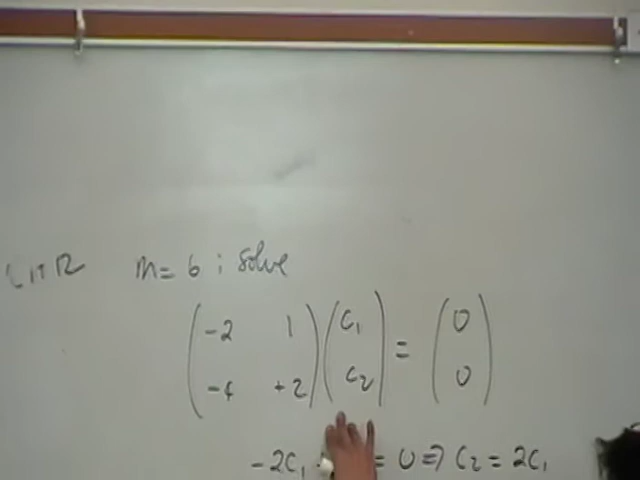 m = 6 : solve
(-2 1) (c₁) = (0)
(-4 +2) (c₂) (0)
-2c₁ = 0 ⇒ c₂ = 2c₁